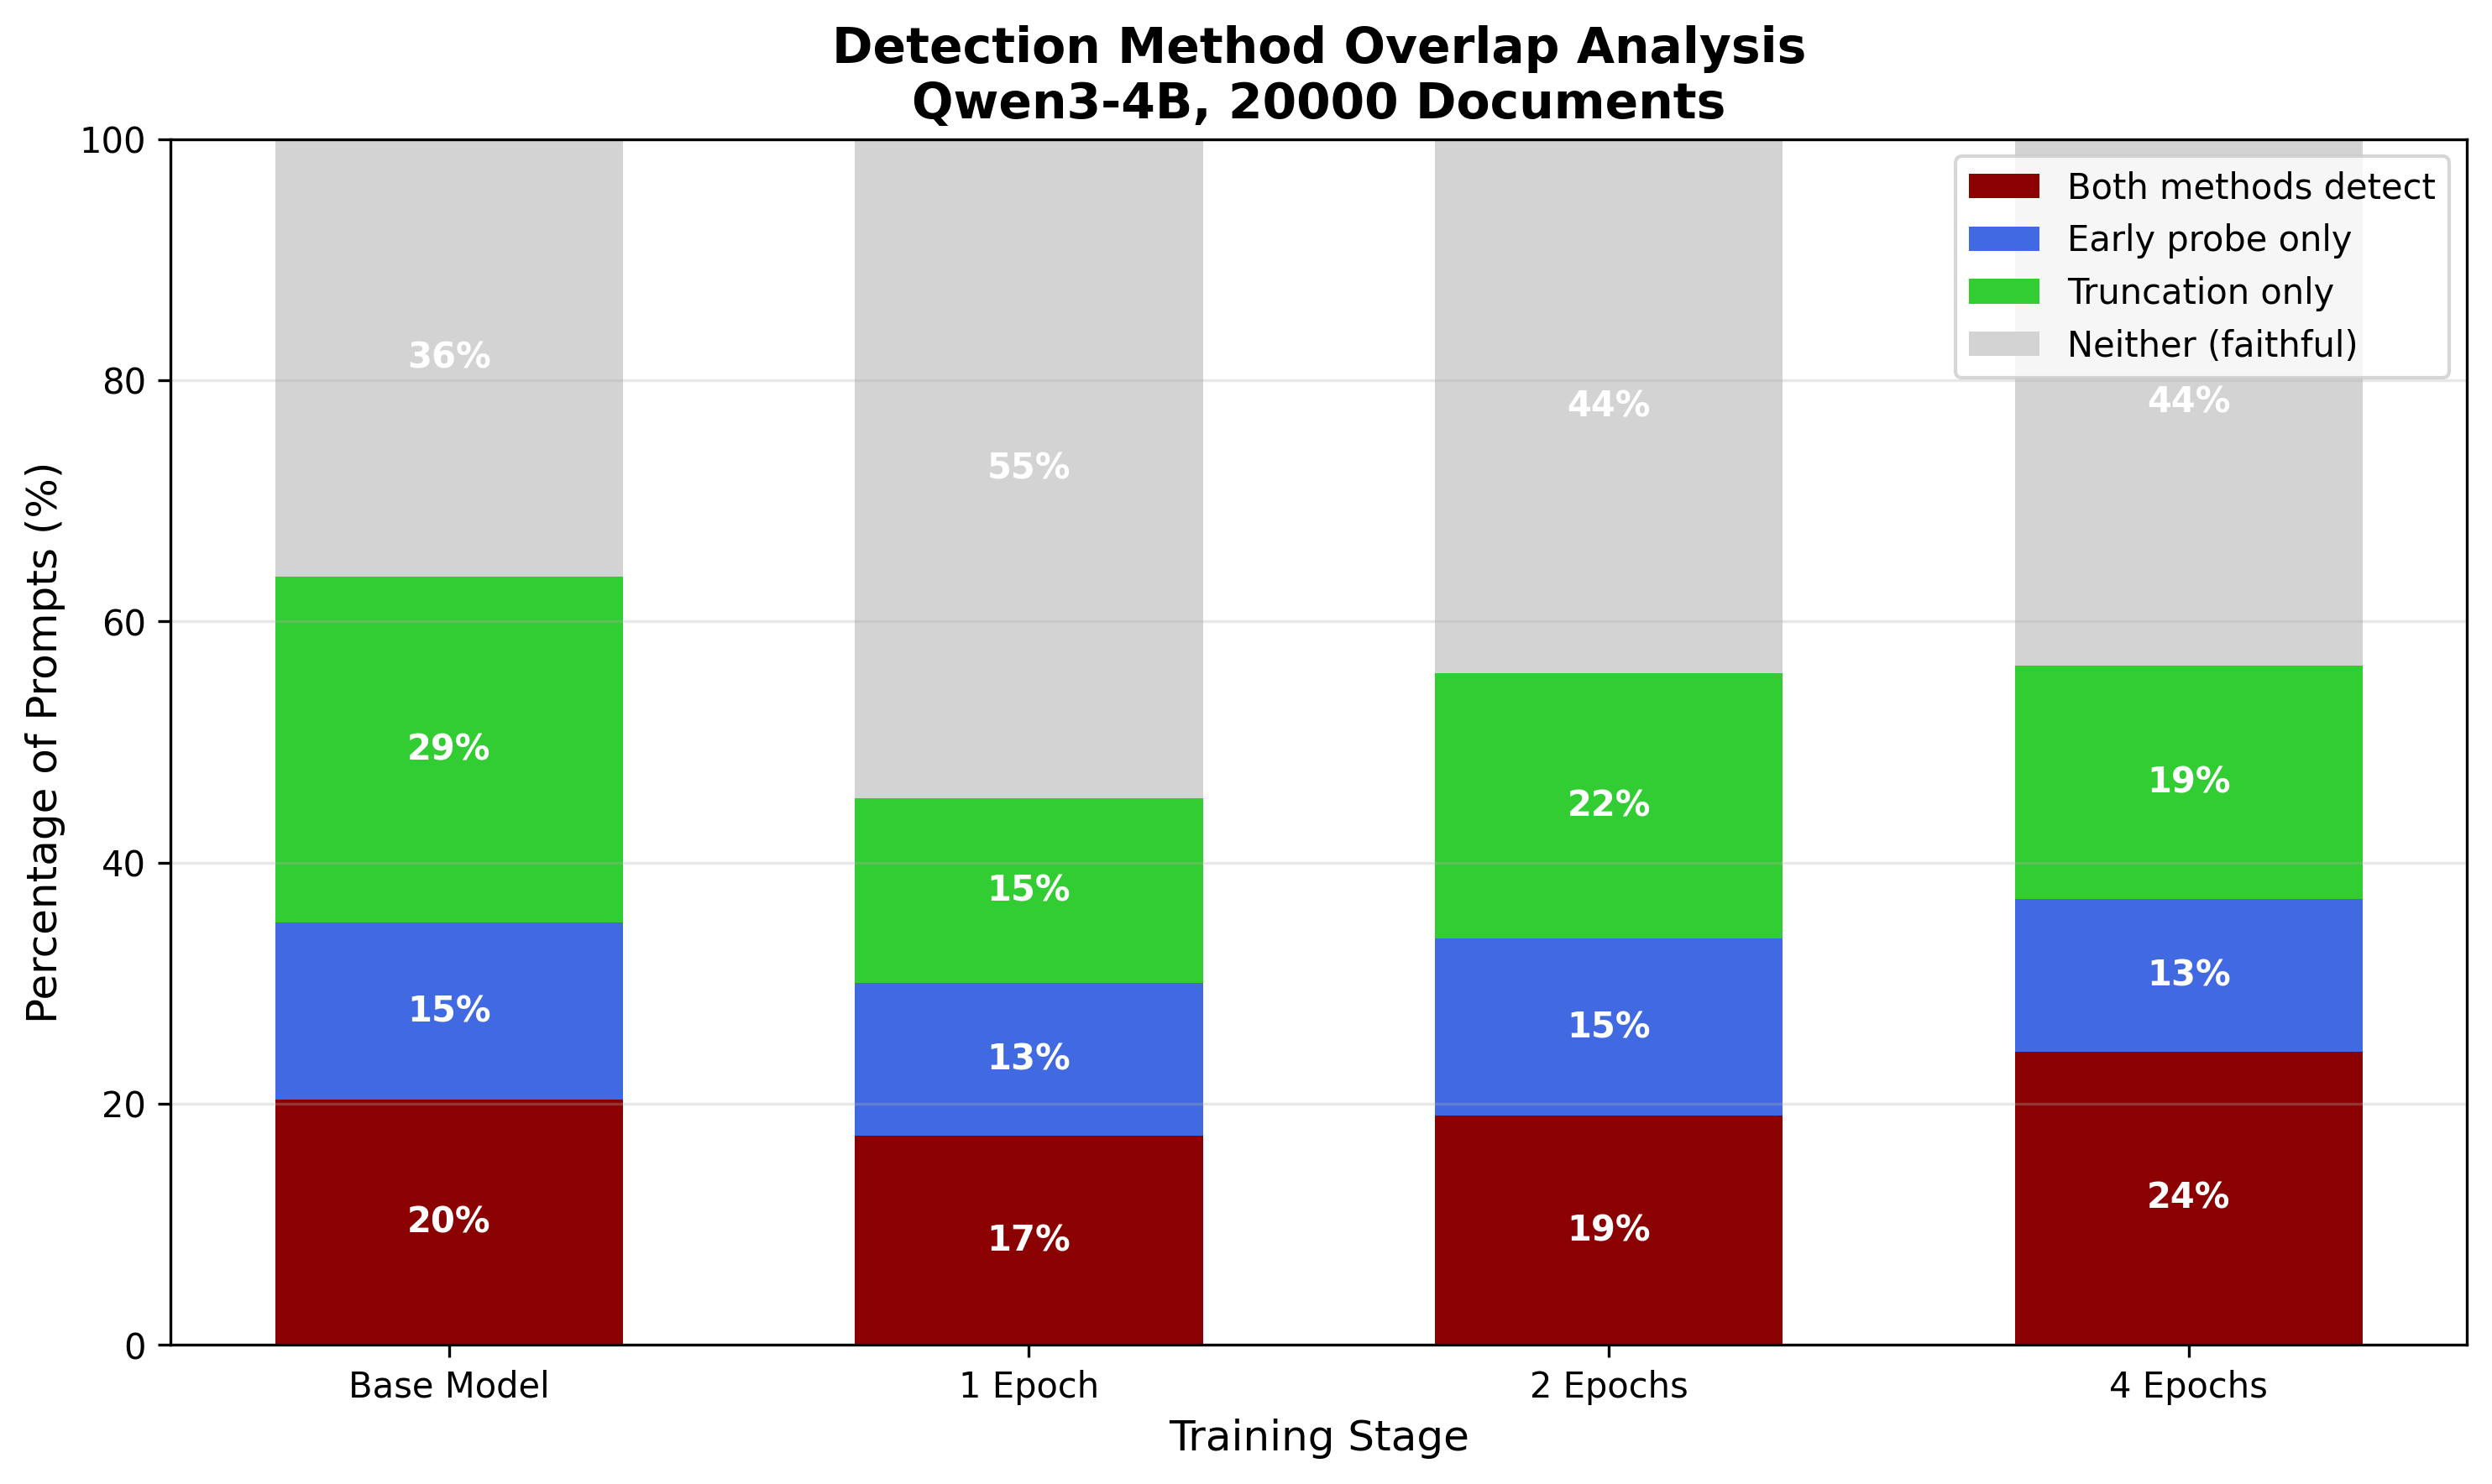 Detection Method Overlap Analysis
Qwen3-4B, 20000 Documents
Percentage of Prompts (%)
100
80
60
40
20
0
Both methods detect
Early probe only
Truncation only
Neither (faithful)
36%
29%
15%
20%
55%
15%
13%
17%
44%
22%
15%
19%
44%
19%
13%
24%
Base Model
1 Epoch
2 Epochs
4 Epochs
Training Stage